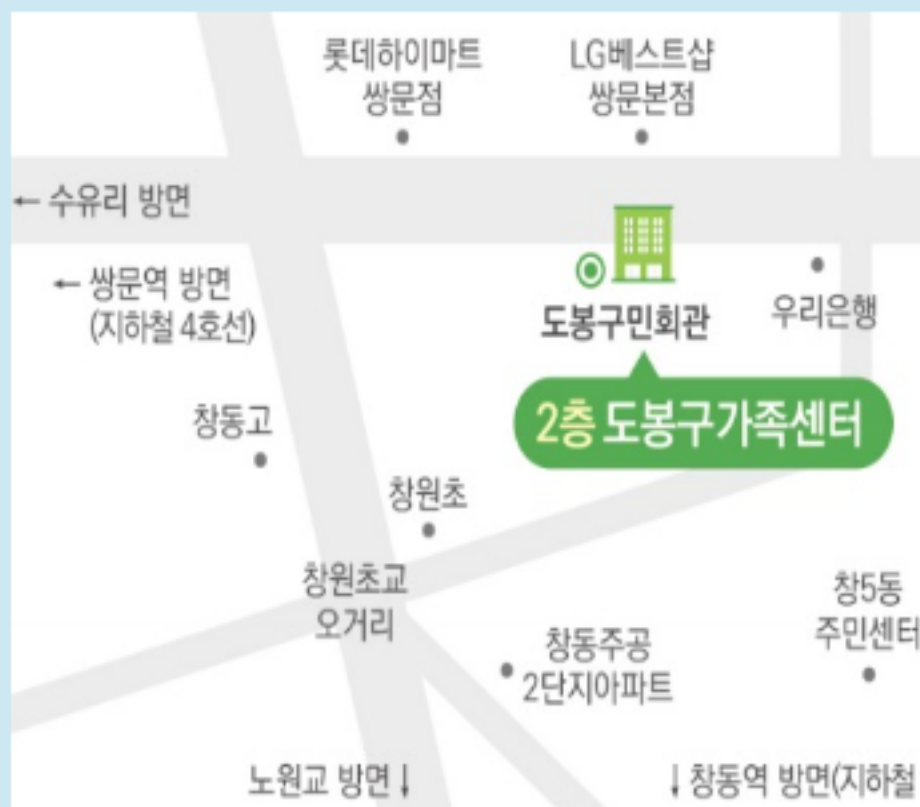 롯데하이마트
쌍문점
LG베스트샵
쌍문본점
← 수유리 방면
← 쌍문역 방면
(지하철 4호선)
도봉구민회관
우리은행
2층 도봉구가족센터
창동고
창원초
창원초교
오거리
창5동
주민센터
창동주공
2단지아파트
노원교 방면 ↓
↓ 창동역 방면(지하철